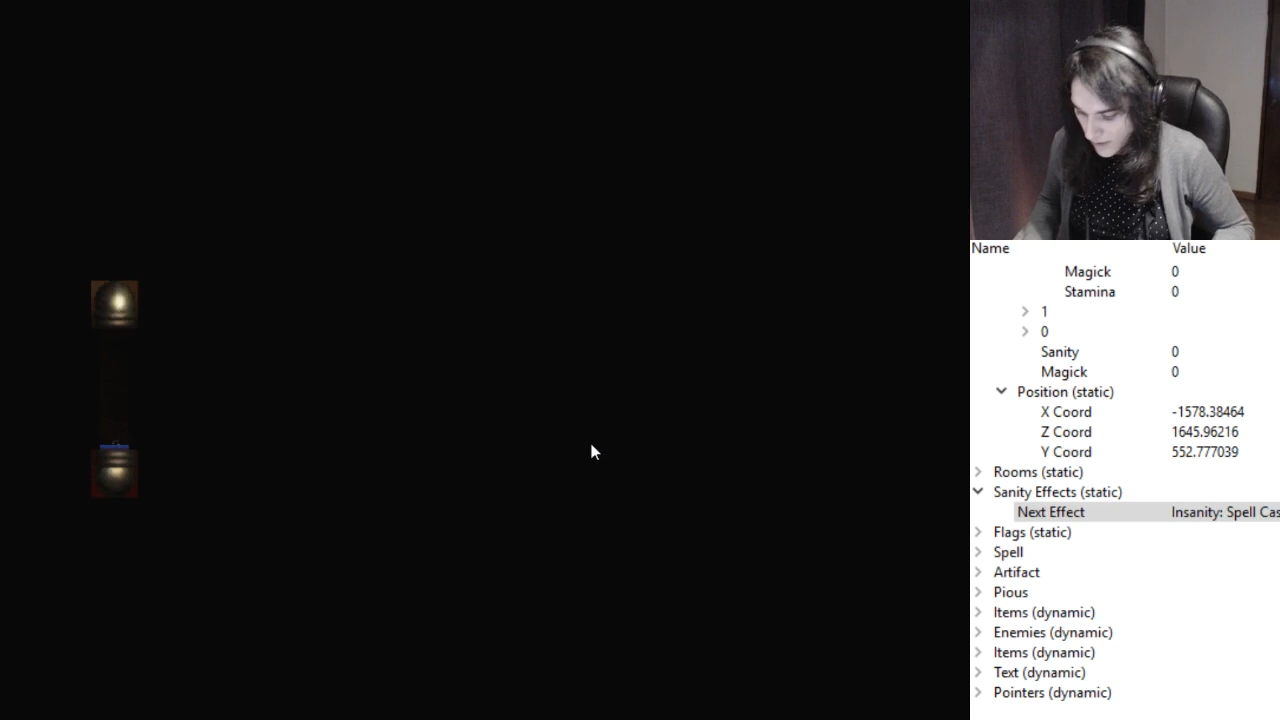 Name Value
Magick 0
Stamina 0
1
0
Sanity 0
Magick 0
Position (static)
X Coord -1578.38464
Z Coord 1645.96216
Y Coord 552.777039
Rooms (static)
Sanity Effects (static)
Next Effect Insanity: Spell Cas
Flags (static)
Spell
Artifact
Pious
Items (dynamic)
Enemies (dynamic)
Items (dynamic)
Text (dynamic)
Pointers (dynamic)